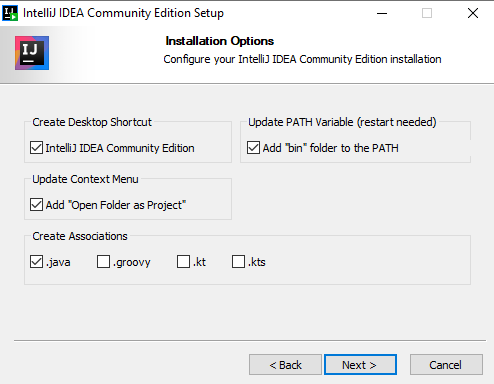 IntelliJ IDEA Community Edition Setup
IJ
Installation Options
Configure your IntelliJ IDEA Community Edition installation
Create Desktop Shortcut
IntelliJ IDEA Community Edition
Update PATH Variable (restart needed)
Add "bin" folder to the PATH
Update Context Menu
Add "Open Folder as Project"
Create Associations
.java .groovy .kt .kts
< Back Next > Cancel